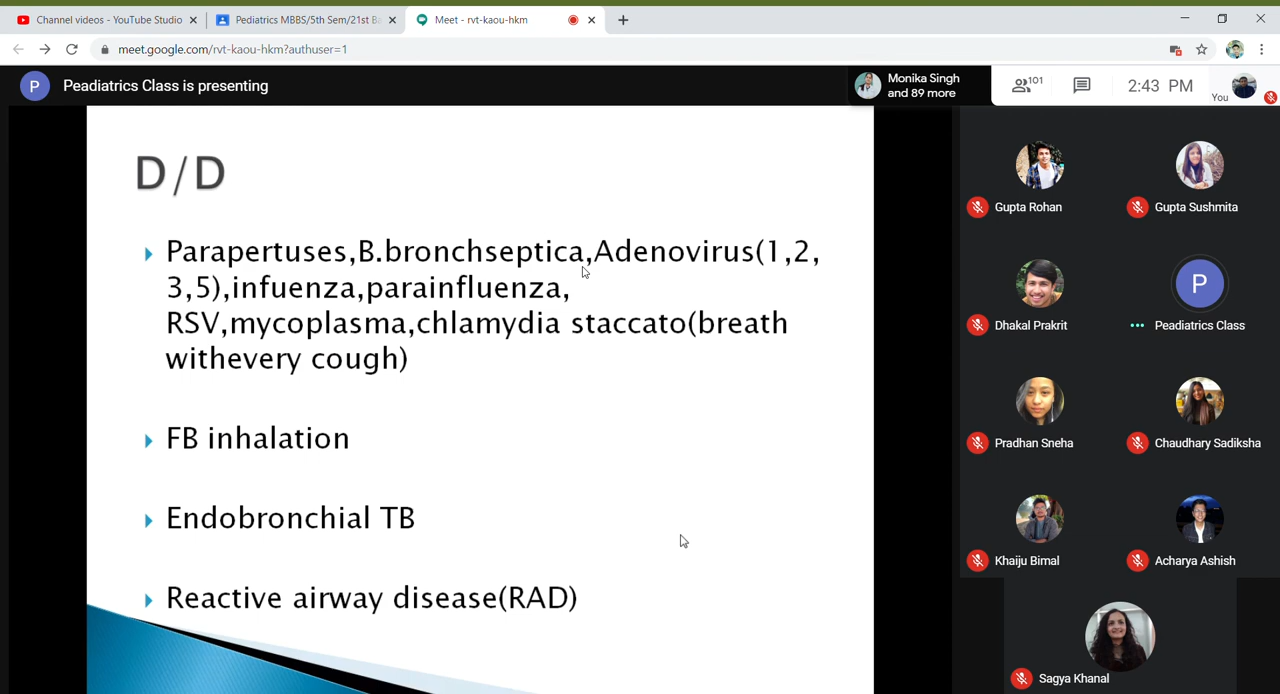 Channel videos - YouTube Studio
Pediatrics MBBS/5th Sem/21st Ba
Meet - rvt-kaou-hkm
meet.google.com/rvt-kaou-hkm?authuser=1
P
Peadiatrics Class is presenting
Monika Singh
and 89 more
101
2:43 PM
You
D/D
Parapertuses,B.bronchseptica,Adenovirus(1,2,
3,5),infuenza,parainfluenza,
RSV,mycoplasma,chlamydia staccato(breath
withevery cough)
FB inhalation
Endobronchial TB
Reactive airway disease(RAD)
Gupta Rohan
Gupta Sushmita
Dhakal Prakrit
P
Peadiatrics Class
Pradhan Sneha
Chaudhary Sadiksha
Khaiju Bimal
Acharya Ashish
Sagya Khanal